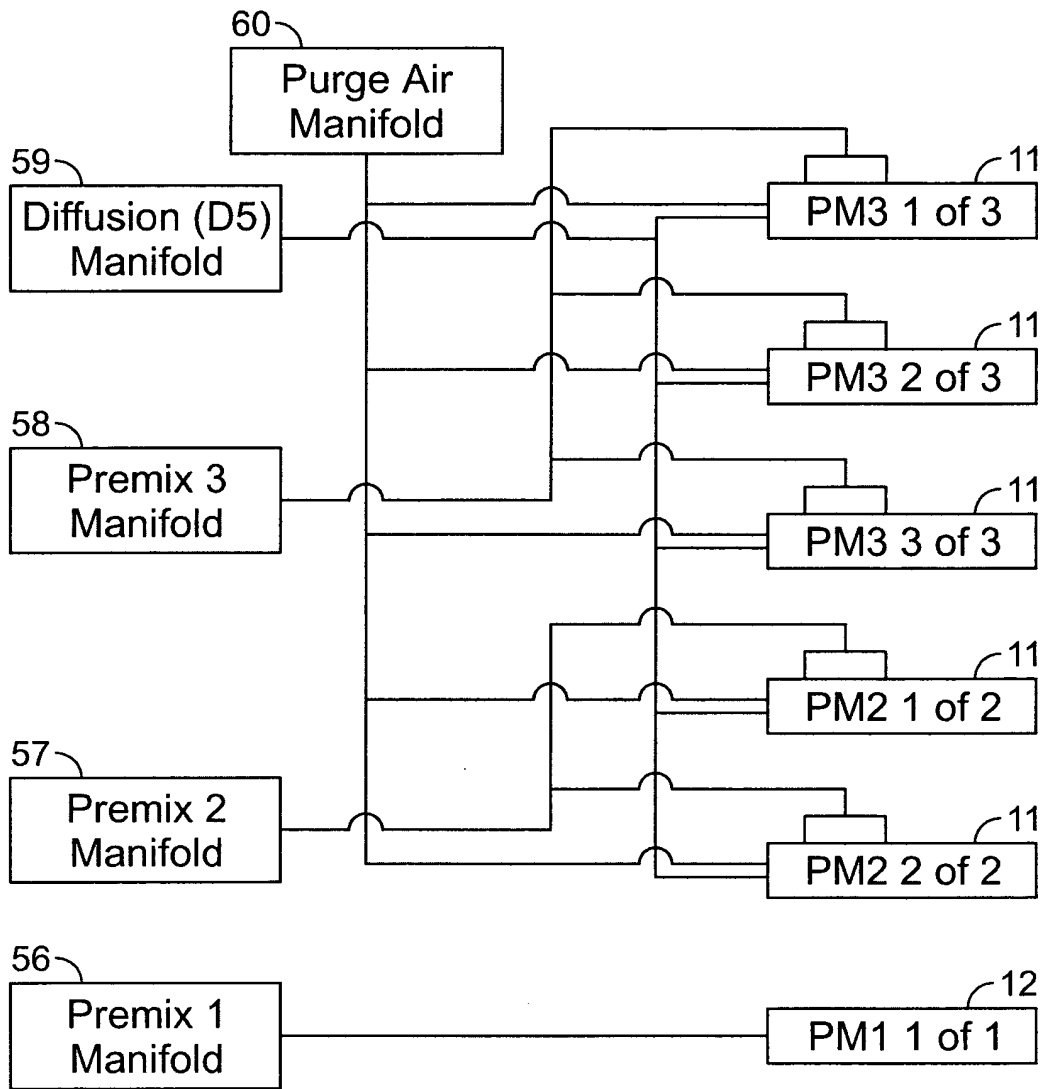 60
Purge Air
Manifold
59
Diffusion (D5)
Manifold
11
PM3 1 of 3
11
PM3 2 of 3
58
Premix 3
Manifold
11
PM3 3 of 3
11
PM2 1 of 2
57
Premix 2
Manifold
11
PM2 2 of 2
56
Premix 1
Manifold
12
PM1 1 of 1